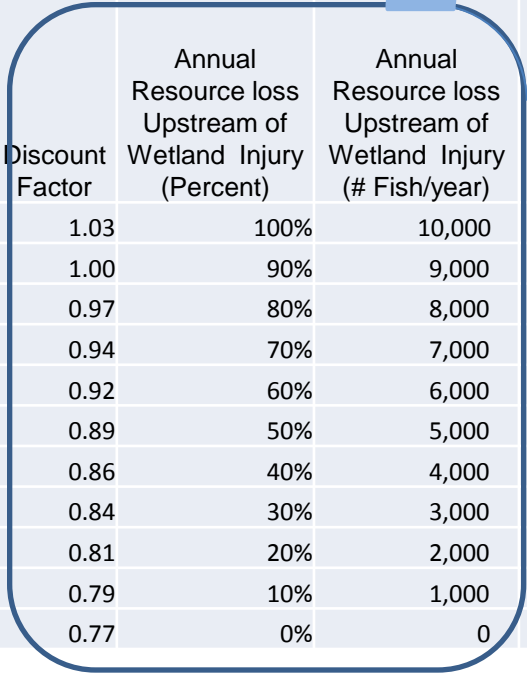 Annual Annual
Resource loss Resource loss
Upstream of Upstream of
Discount Wetland Injury Wetland Injury
Factor (Percent) (# Fish/year)
1.03 100% 10,000
1.00 90% 9,000
0.97 80% 8,000
0.94 70% 7,000
0.92 60% 6,000
0.89 50% 5,000
0.86 40% 4,000
0.84 30% 3,000
0.81 20% 2,000
0.79 10% 1,000
0.77 0% 0